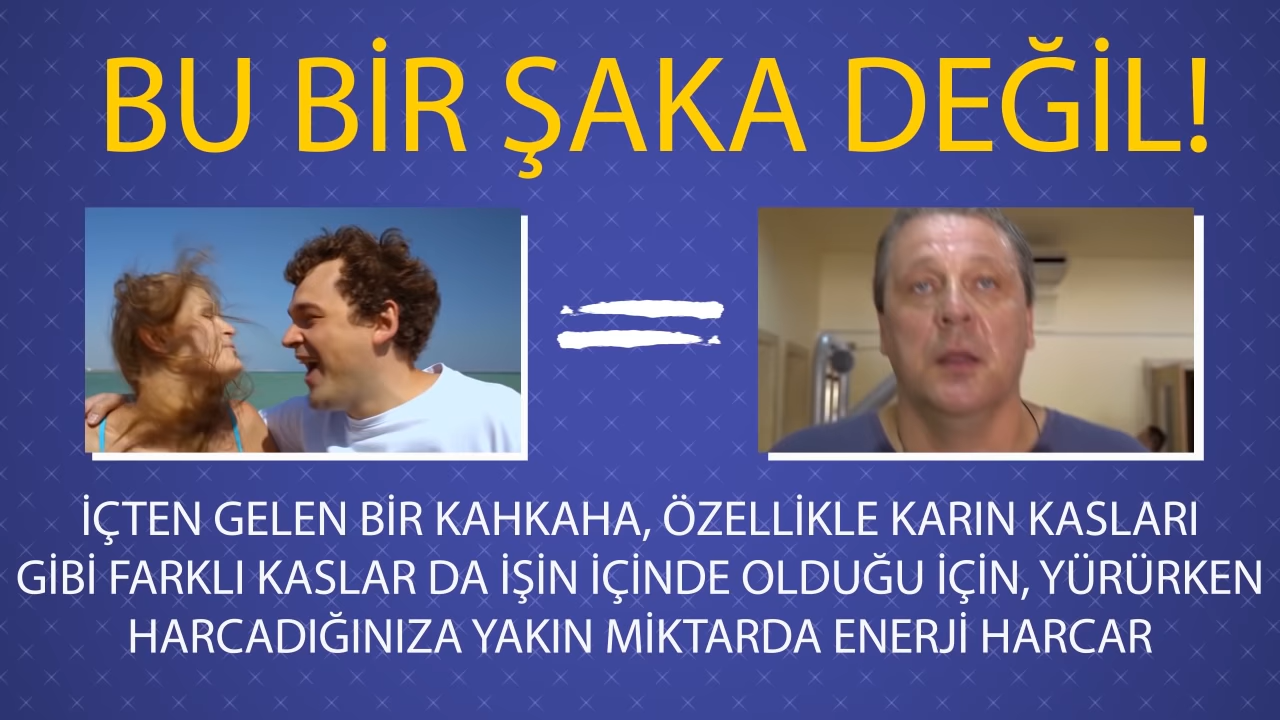 BU BİR ŞAKA DEĞİL!
İÇTEN GELEN BİR KAHKAHA, ÖZELLİKLE KARIN KASLARI
GİBİ FARKLI KASLAR DA İŞİN İÇİNDE OLDUĞU İÇİN, YÜRÜRKEN
HARCADIĞINIZA YAKIN MİKTARDA ENERJİ HARCAR